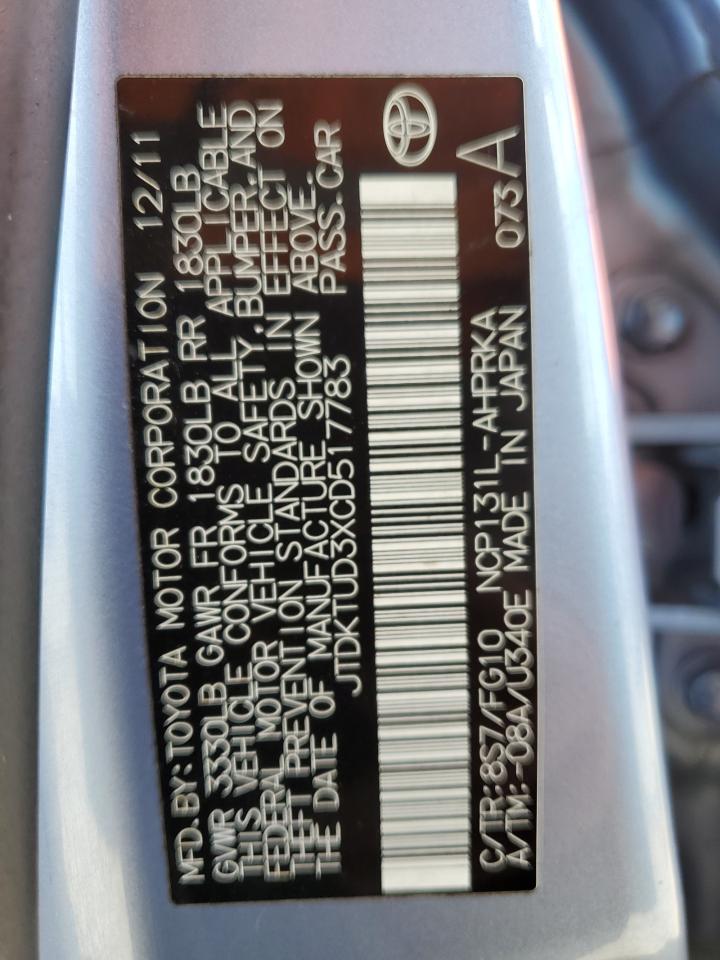 MFD.BY: TOYOTA MOTOR CORPORATION 12/11
GVWR 3330LB GAWR FR 1830LB RR 1830LB
THIS VEHICLE CONFORMS TO ALL APPLICABLE
FEDERAL MOTOR VEHICLE SAFETY.BUMPER.AND
THEFT PREVENTION STANDARDS IN EFFECT ON
THE DATE OF MANUFACTURE SHOWN ABOVE.
JTDKTUD3XCD517783 PASS.CAR
C/TR:8S7/FG10 NCP131L-AHPRKA
A/TM:-08A/U340E MADE IN JAPAN 073 A